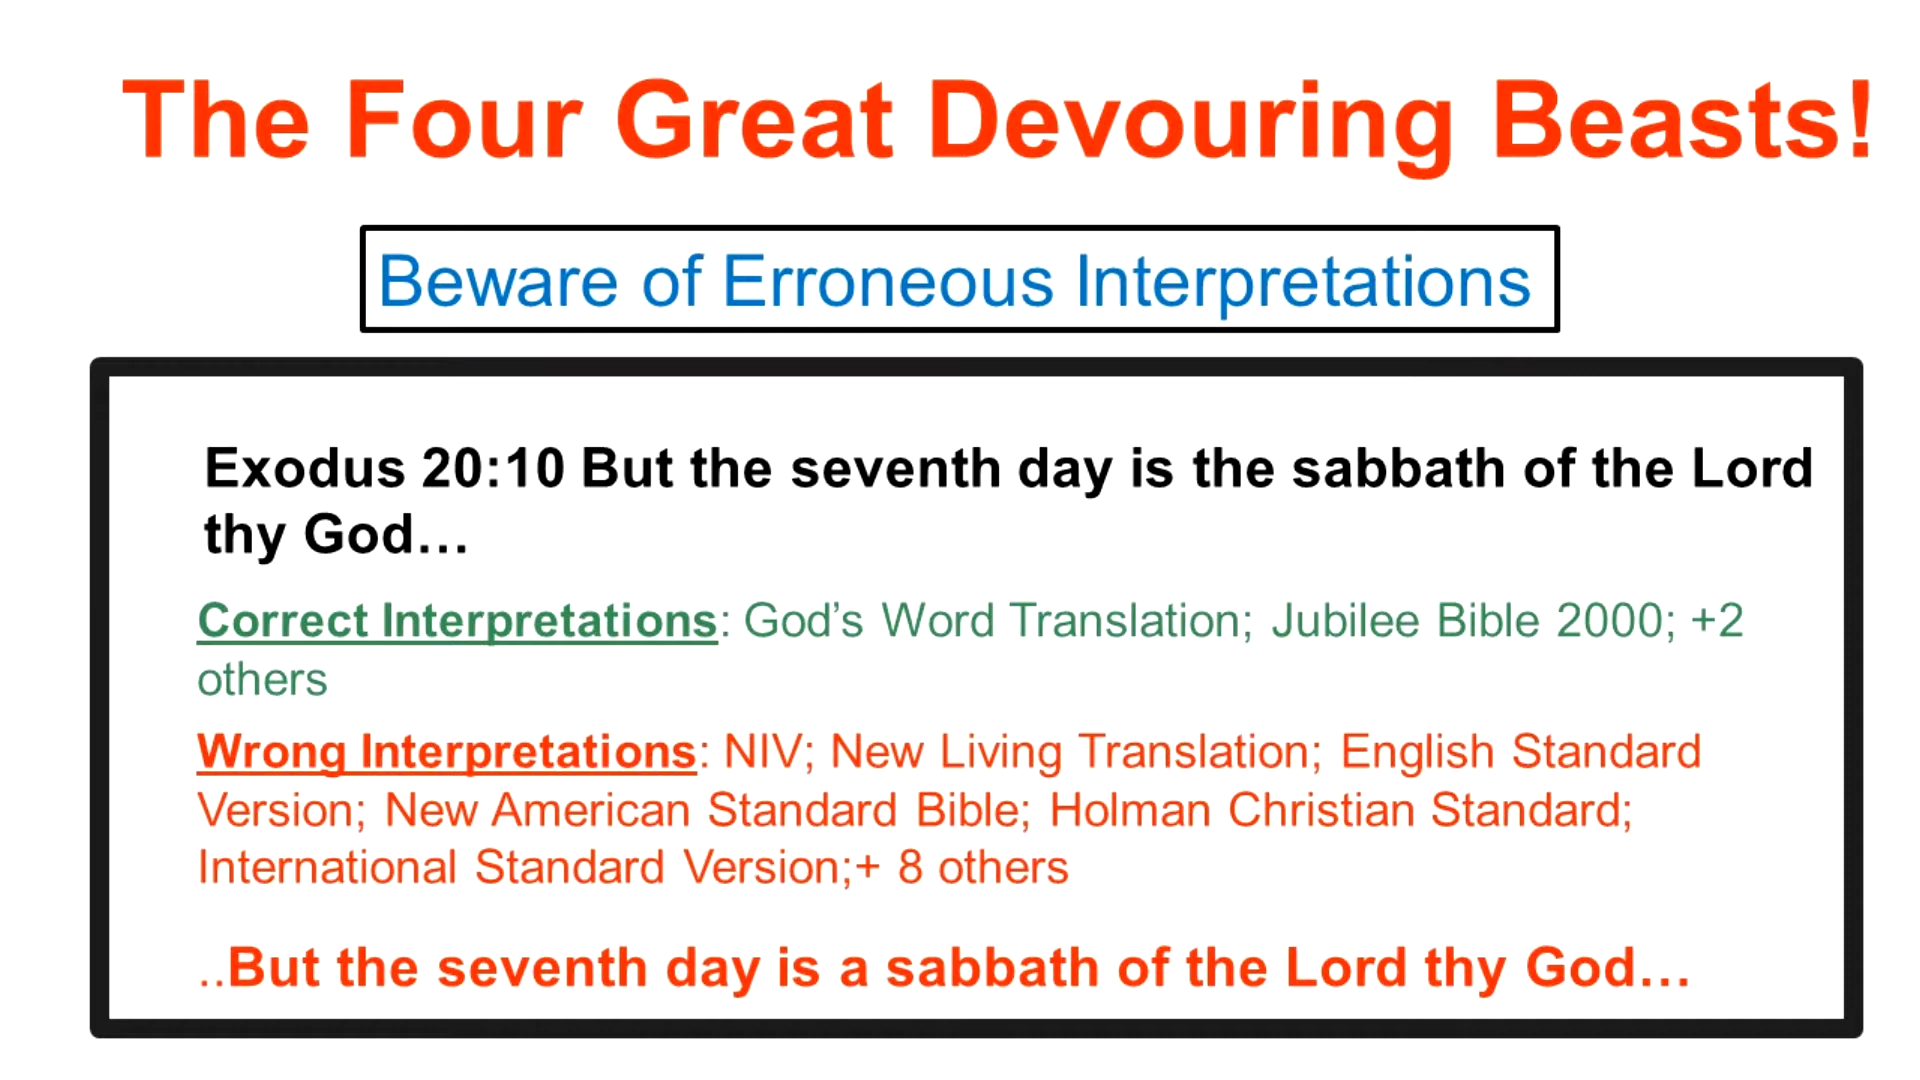 The Four Great Devouring Beasts!
Beware of Erroneous Interpretations
Exodus 20:10 But the seventh day is the sabbath of the Lord
thy God…
Correct Interpretations: God’s Word Translation; Jubilee Bible 2000; +2
others
Wrong Interpretations: NIV; New Living Translation; English Standard
Version; New American Standard Bible; Holman Christian Standard;
International Standard Version;+ 8 others
..But the seventh day is a sabbath of the Lord thy God…